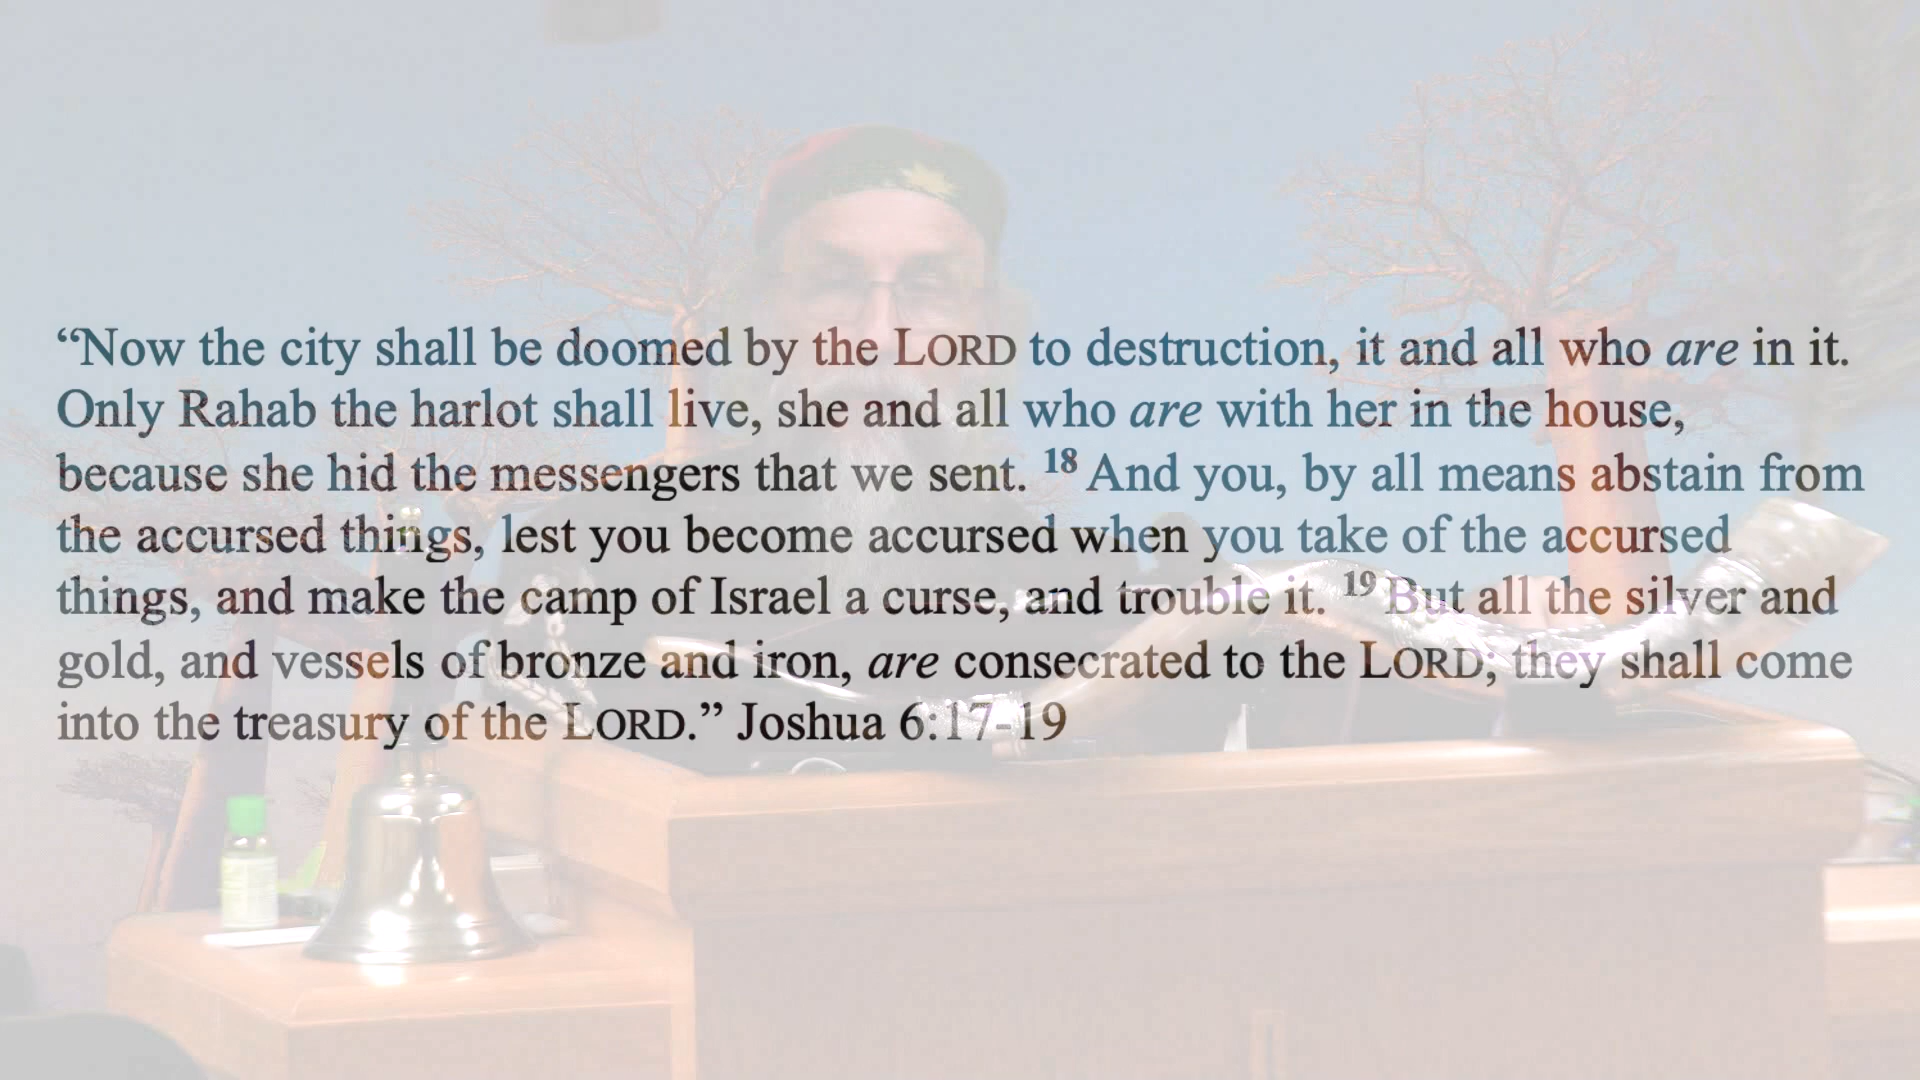 “Now the city shall be doomed by the LORD to destruction, it and all who are in it.
Only Rahab the harlot shall live, she and all who are with her in the house,
because she hid the messengers that we sent. 18 And you, by all means abstain from
the accursed things, lest you become accursed when you take of the accursed
things, and make the camp of Israel a curse, and trouble it. 19 But all the silver and
gold, and vessels of bronze and iron, are consecrated to the LORD; they shall come
into the treasury of the LORD.” Joshua 6:17-19